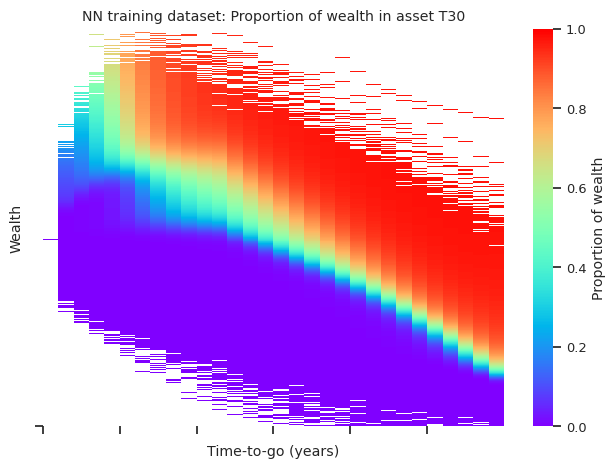 NN training dataset: Proportion of wealth in asset T30
Wealth
Time-to-go (years)
1.0
0.8
0.6
0.4
0.2
0.0
Proportion of wealth